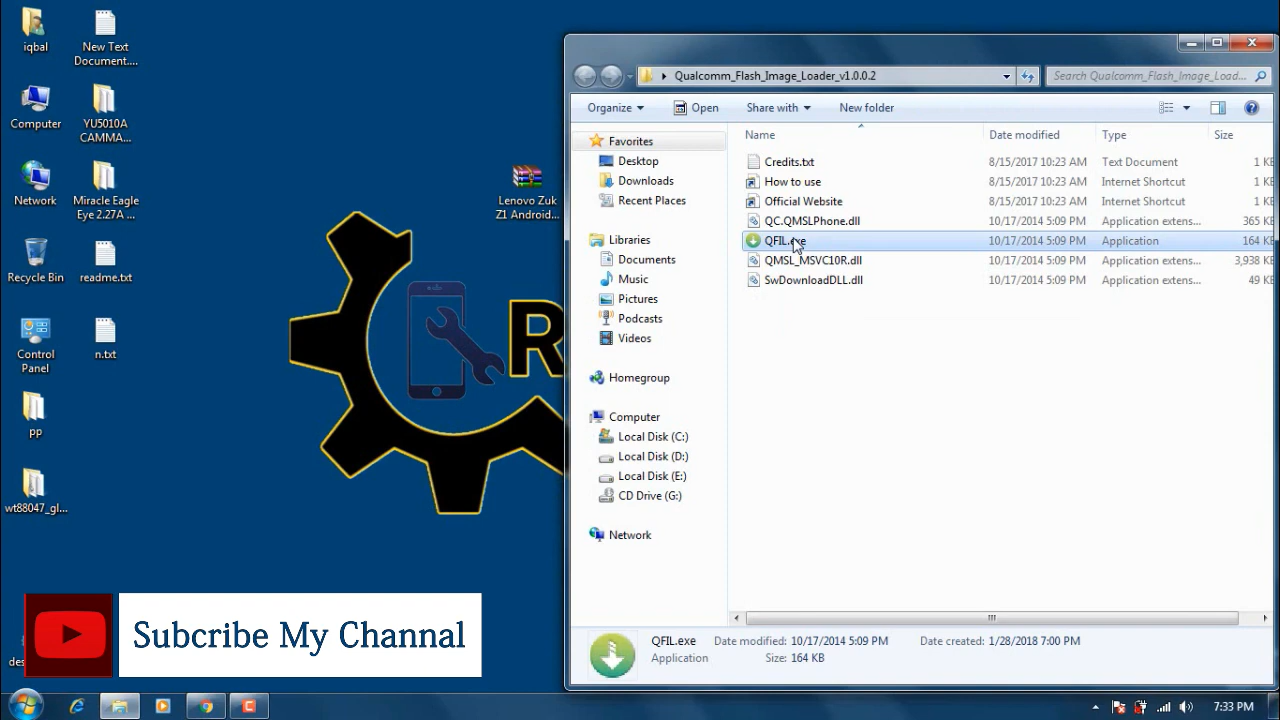 iqbal
New Text
Document....
Computer
YU5010A
CAMMA...
Network
Miracle Eagle
Eye 2.27A ...
Recycle Bin
readme.txt
Control
Panel
n.txt
pp
wt88047_gl...
Lenovo Zuk
Z1 Android...
R
Subcribe My Channal
Qualcomm_Flash_Image_Loader_v1.0.0.2
Search Qualcomm_Flash_Image_Load...
Organize Open Share with New folder
Favorites
Desktop
Downloads
Recent Places
Libraries
Documents
Music
Pictures
Podcasts
Videos
Homegroup
Computer
Local Disk (C:)
Local Disk (D:)
Local Disk (E:)
CD Drive (G:)
Network
Name Date modified Type Size
Credits.txt 8/15/2017 10:23 AM Text Document 1 KB
How to use 8/15/2017 10:23 AM Internet Shortcut 1 KB
Official Website 8/15/2017 10:23 AM Internet Shortcut 1 KB
QC.QMSLPhone.dll 10/17/2014 5:09 PM Application extens... 365 KB
QFIL.exe 10/17/2014 5:09 PM Application 164 KB
QMSL_MSVC10R.dll 10/17/2014 5:09 PM Application extens... 3,938 KB
SwDownloadDLL.dll 10/17/2014 5:09 PM Application extens... 49 KB
QFIL.exe Date modified: 10/17/2014 5:09 PM Date created: 1/28/2018 7:00 PM
Application Size: 164 KB
7:33 PM